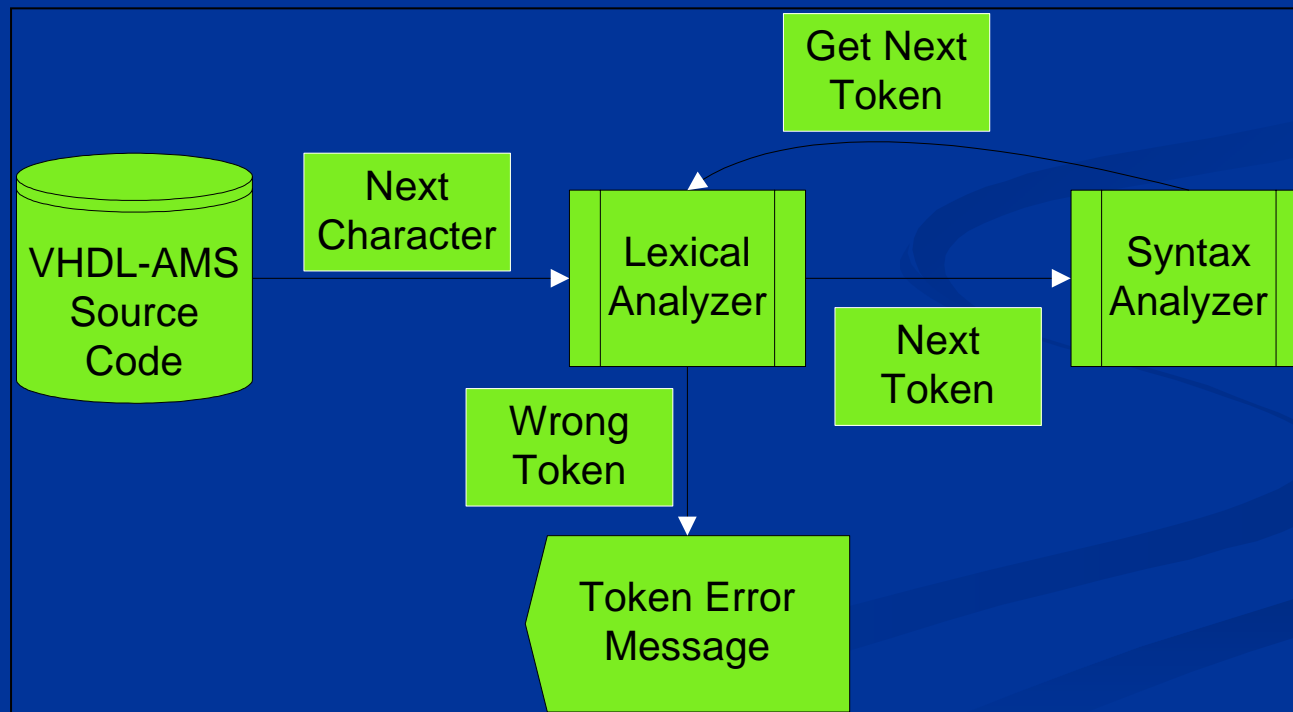 Get Next
Token
Next
Character
VHDL-AMS
Source
Code
Lexical
Analyzer
Syntax
Analyzer
Next
Token
Wrong
Token
Token Error
Message